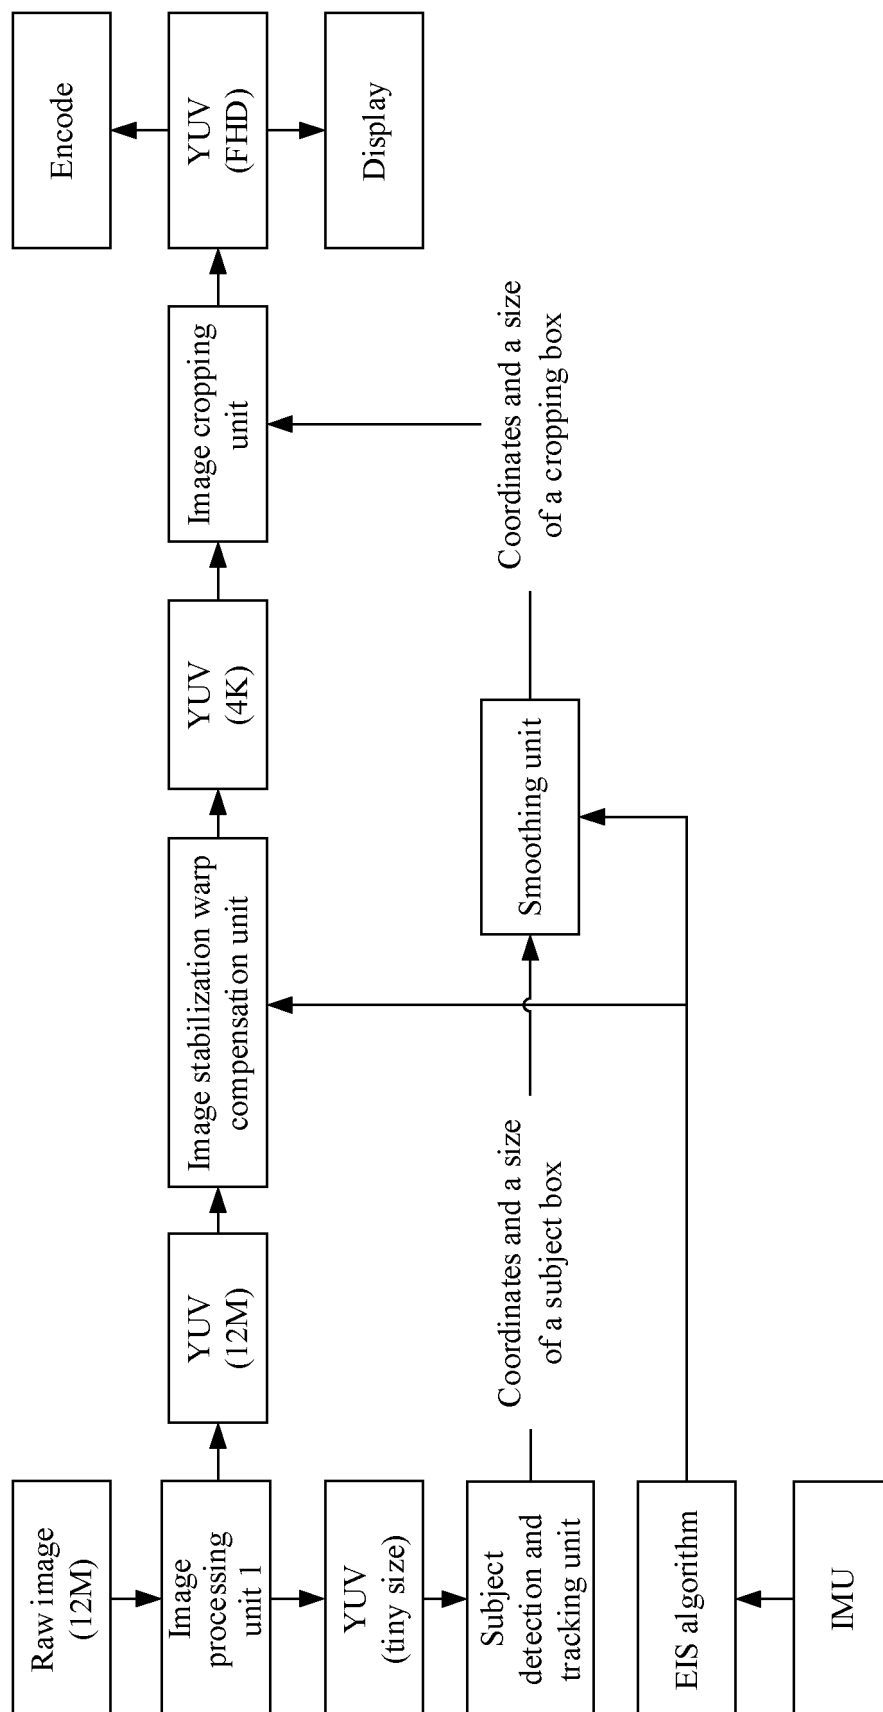 Raw image
(12M)
Image
processing
unit 1
YUV
(tiny size)
Subject
detection and
tracking unit
EIS algorithm
IMU
YUV
(12M)
Coordinates and a size
of a subject box
Image stabilization warp
compensation unit
Smoothing unit
YUV
(4K)
Image cropping
unit
Coordinates and a size
of a cropping box
Encode
YUV
(FHD)
Display